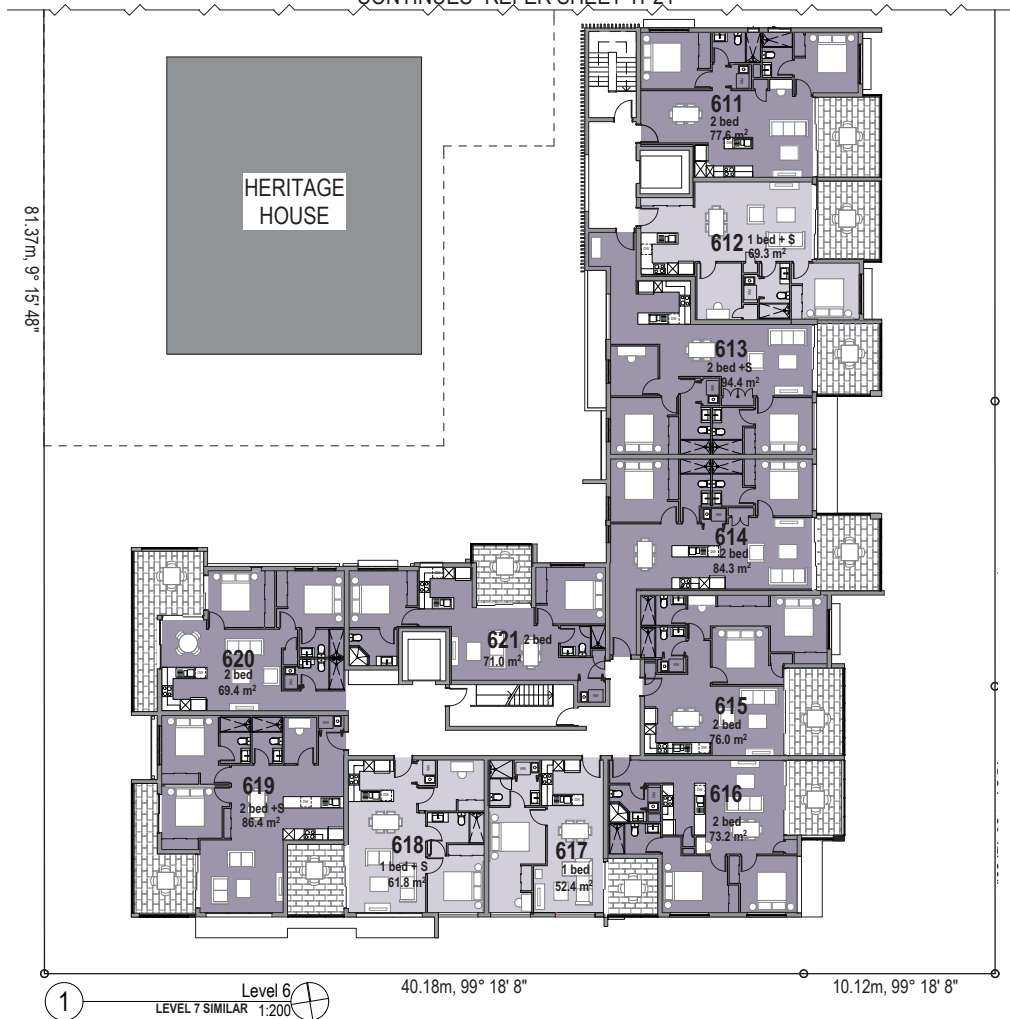 CONTINUES REFER SHEET TP21
HERITAGE
HOUSE
81.37m, 9° 15' 48"
611
2 bed
77.6 m²
612
1 bed + S
69.3 m²
613
2 bed +S
94.4 m²
614
2 bed
84.3 m²
621
2 bed
71.0 m²
620
2 bed
69.4 m²
615
2 bed
76.0 m²
619
2 bed +S
86.4 m²
618
1 bed + S
61.8 m²
617
1 bed
52.4 m²
616
2 bed
73.2 m²
40.18m, 99° 18' 8"
10.12m, 99° 18' 8"
1
Level 6
LEVEL 7 SIMILAR 1:200